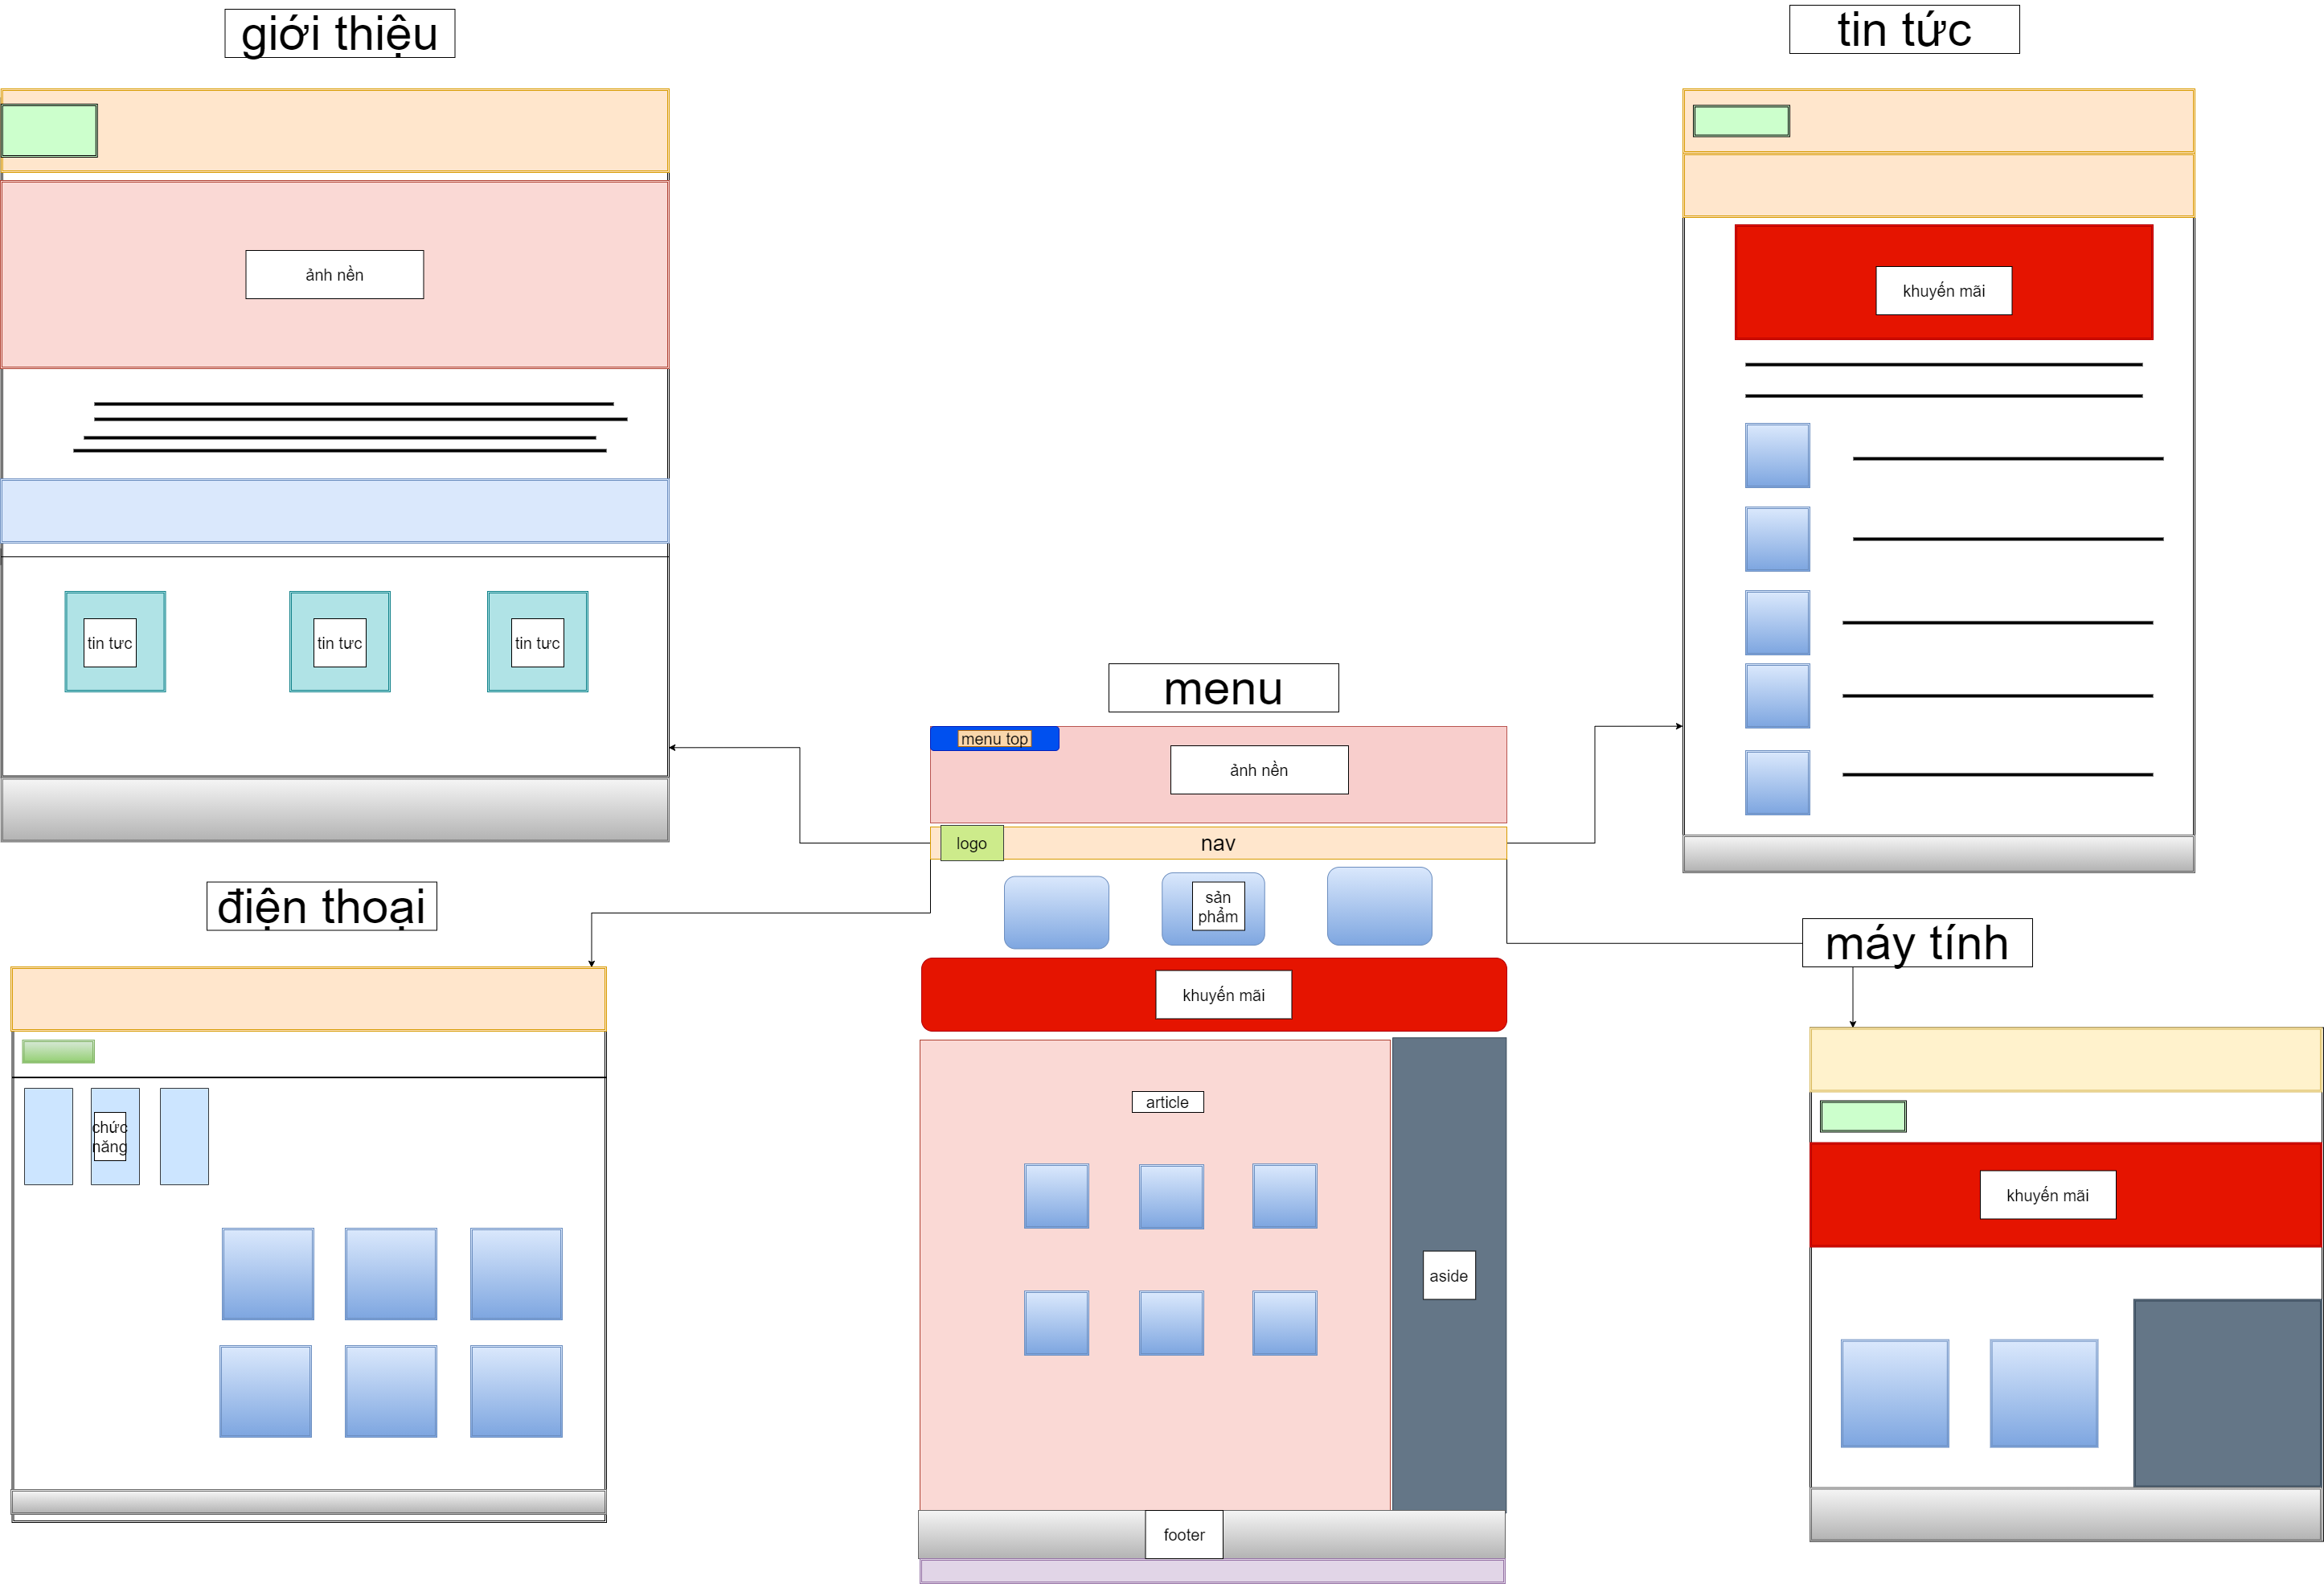 giới thiệu
tin tức
ảnh nền
khuyến mãi
tin tưc
tin tưc
tin tưc
menu
menu top
ảnh nền
logo
nav
điện thoại
sản
phẩm
máy tính
khuyến mãi
article
chức
năng
khuyến mãi
aside
footer